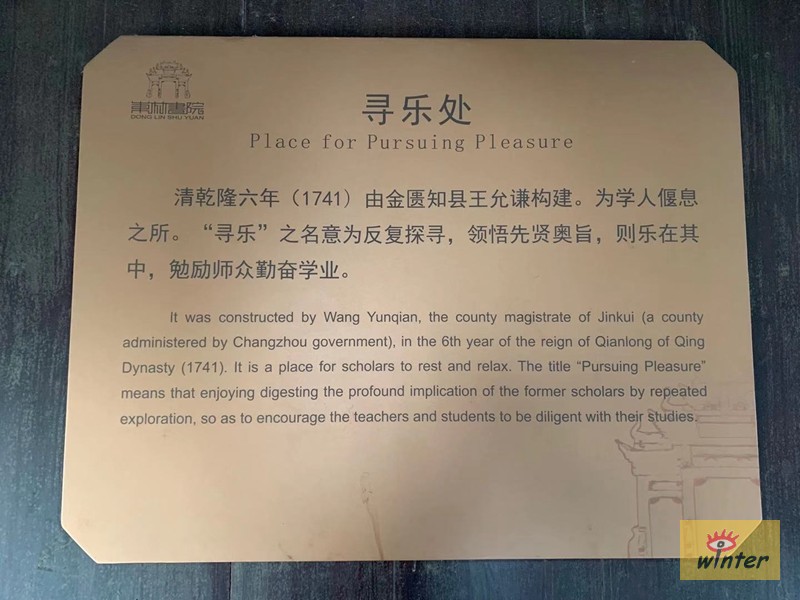 東林書院
DONG LIN SHU YUAN
寻乐处
Place for Pursuing Pleasure
清乾隆六年（1741）由金匮知县王允谦构建。为学人偃息
之所。“寻乐”之名意为反复探寻，领悟先贤奥旨，则乐在其
中，勉励师众勤奋学业。
It was constructed by Wang Yunqian, the county magistrate of Jinkui (a county
administered by Changzhou government), in the 6th year of the reign of Qianlong of Qing
Dynasty (1741). It is a place for scholars to rest and relax. The title “Pursuing Pleasure”
means that enjoying digesting the profound implication of the former scholars by repeated
exploration, so as to encourage the teachers and students to be diligent with their studies.
winter